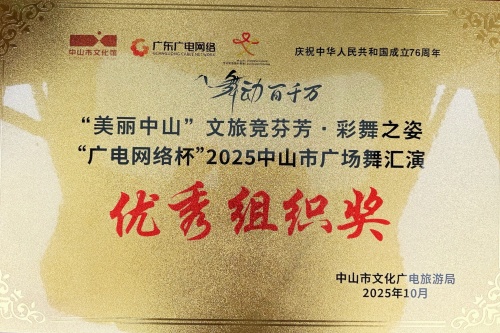 中山市文化馆
广东广电网络
GUANGDONG CABLE NETWORK
庆祝中华人民共和国成立76周年
舞动百千万
“美丽中山”文旅竞芬芳·彩舞之姿
“广电网络杯”2025中山市广场舞汇演
优秀组织奖
中山市文化广电旅游局
2025年10月